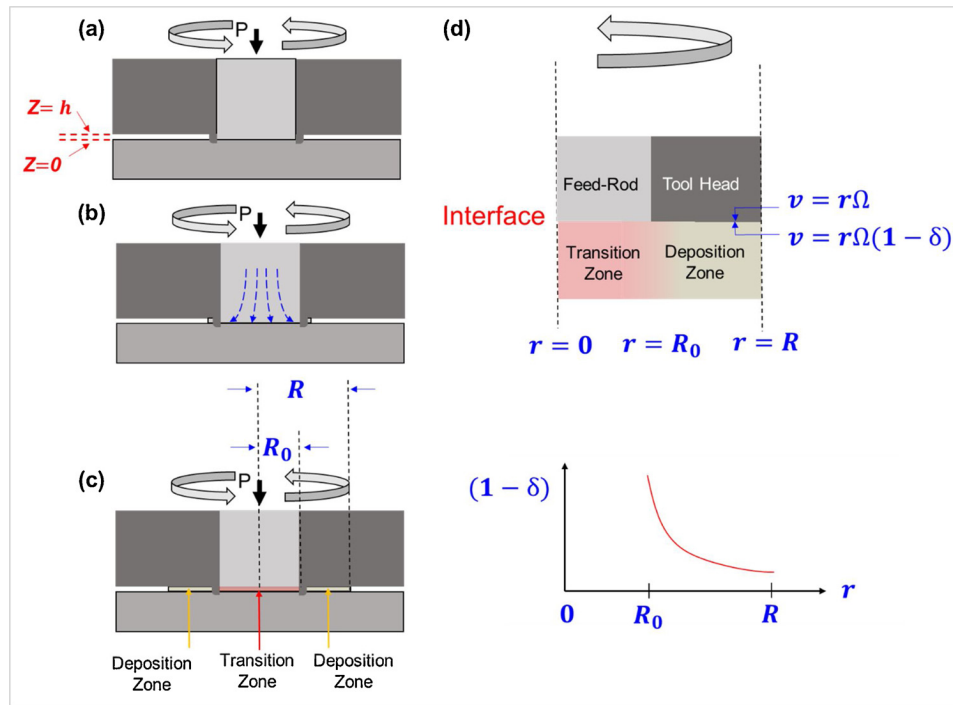 (a)
P
Z= h
Z=0
(b)
P
R
R₀
(c)
P
Deposition
Zone
Transition
Zone
Deposition
Zone
(d)
Feed-Rod
Tool Head
Interface
v = rΩ
v = rΩ(1 − δ)
Transition
Zone
Deposition
Zone
r = 0
r = R₀
r = R
(1 − δ)
r
0
R₀
R